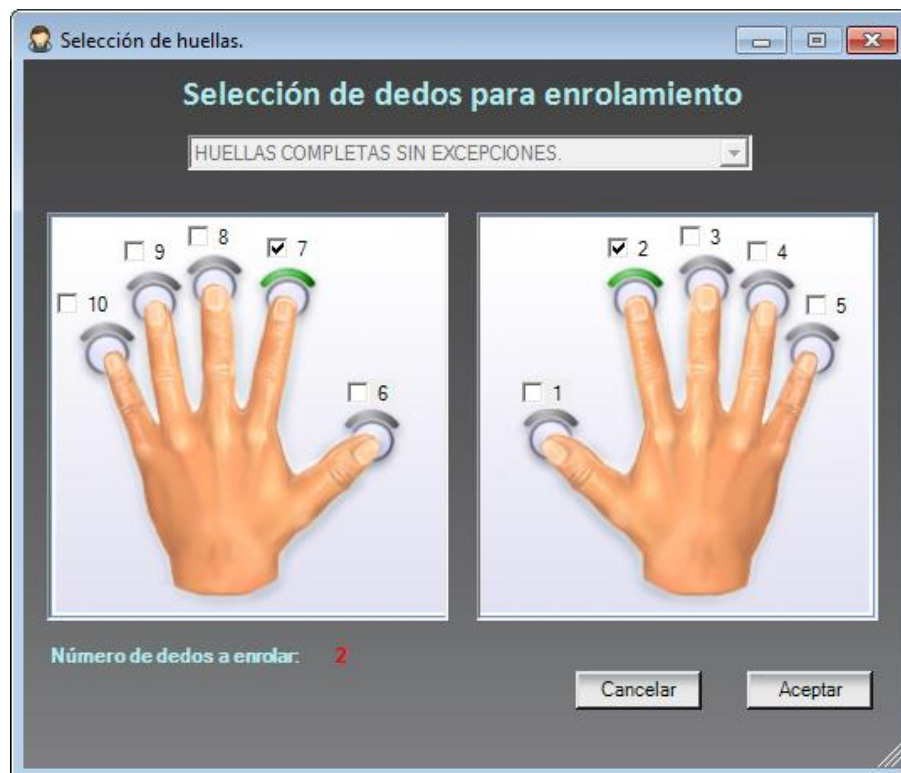 Selección de huellas.
Selección de dedos para enrolamiento
HUELLAS COMPLETAS SIN EXCEPCIONES.
10
9
8
7
6
1
2
3
4
5
Número de dedos a enrolar: 2
Cancelar
Aceptar